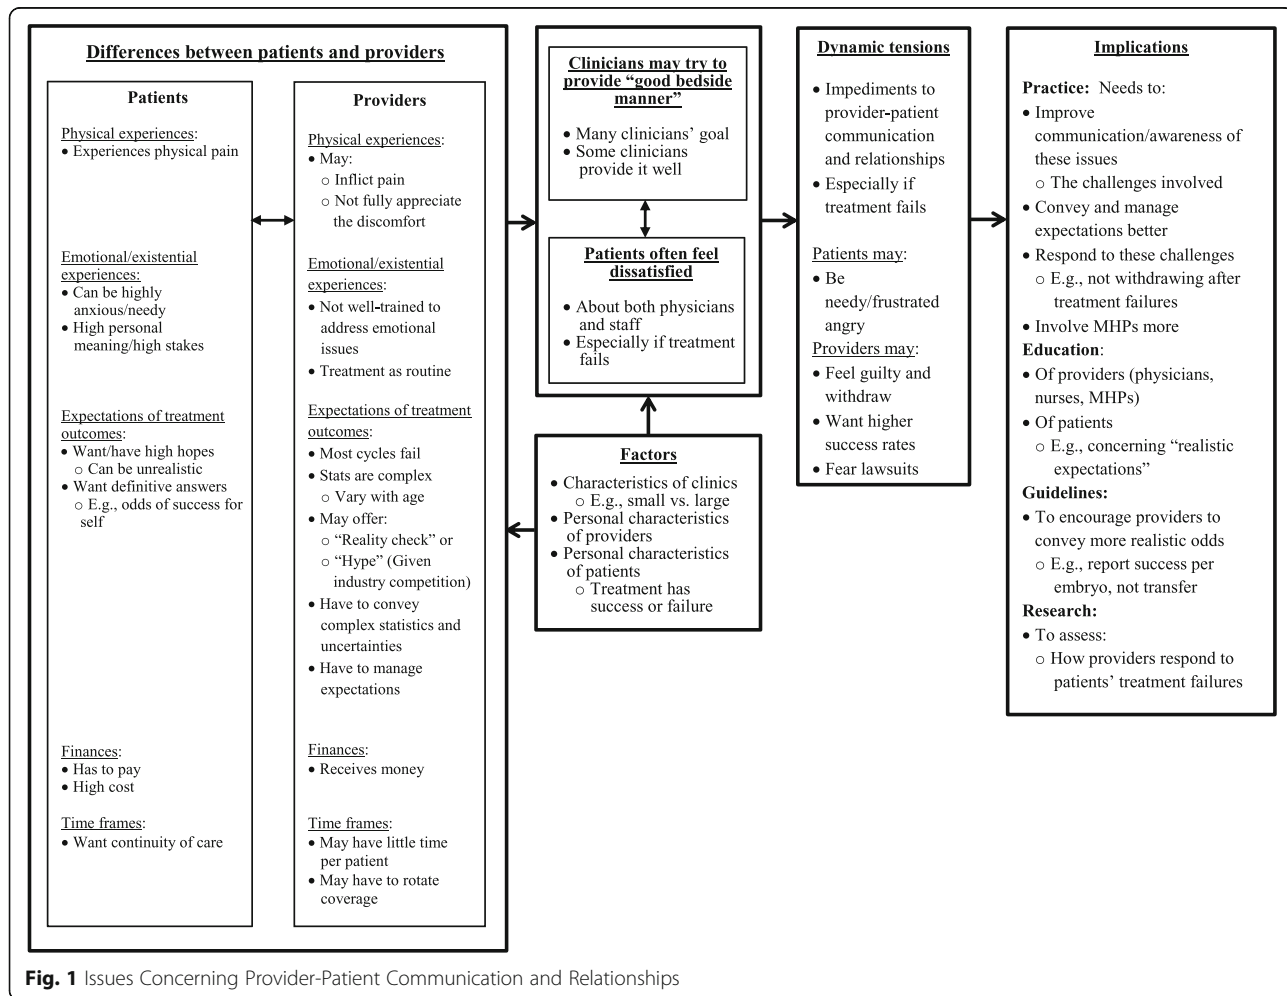 Differences between patients and providers
Patients
Physical experiences:
• Experiences physical pain
Emotional/existential
experiences:
• Can be highly
anxious/needy
• High personal
meaning/high stakes
Expectations of treatment
outcomes:
• Want/have high hopes
o Can be unrealistic
• Want definitive answers
o E.g., odds of success for
self
Finances:
• Has to pay
• High cost
Time frames:
• Want continuity of care
Providers
Physical experiences:
• May:
o Inflict pain
o Not fully appreciate
the discomfort
Emotional/existential
experiences:
• Not well-trained to
address emotional
issues
• Treatment as routine
Expectations of treatment
outcomes:
• Most cycles fail
• Stats are complex
o Vary with age
• May offer:
o “Reality check” or
o “Hype” (Given
industry competition)
• Have to convey
complex statistics and
uncertainties
• Have to manage
expectations
Finances:
• Receives money
Time frames:
• May have little time
per patient
• May have to rotate
coverage
Clinicians may try to
provide “good bedside
manner”
• Many clinicians’ goal
• Some clinicians
provide it well
Patients often feel
dissatisfied
• About both physicians
and staff
• Especially if treatment
fails
Factors
• Characteristics of clinics
o E.g., small vs. large
• Personal characteristics
of providers
• Personal characteristics
of patients
o Treatment has
success or failure
Dynamic tensions
• Impediments to
provider-patient
communication
and relationships
• Especially if
treatment fails
Patients may:
• Be
needy/frustrated
angry
Providers may:
• Feel guilty and
withdraw
• Want higher
success rates
• Fear lawsuits
Implications
Practice: Needs to:
• Improve
communication/awareness of
these issues
o The challenges involved
• Convey and manage
expectations better
• Respond to these challenges
o E.g., not withdrawing after
treatment failures
• Involve MHPs more
Education:
• Of providers (physicians,
nurses, MHPs)
• Of patients
o E.g., concerning “realistic
expectations”
Guidelines:
• To encourage providers to
convey more realistic odds
o E.g., report success per
embryo, not transfer
Research:
• To assess:
o How providers respond to
patients’ treatment failures
Fig. 1 Issues Concerning Provider-Patient Communication and Relationships